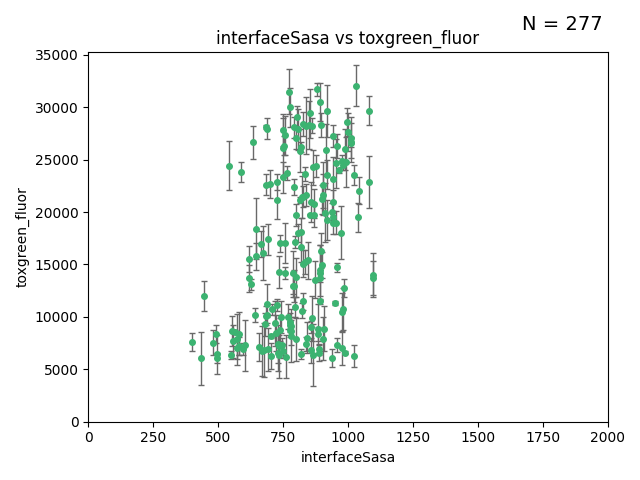 N = 277
interfaceSasa vs toxgreen_fluor
35000
30000
25000
20000
15000
10000
5000
0
toxgreen_fluor
0 250 500 750 1000 1250 1500 1750 2000
interfaceSasa